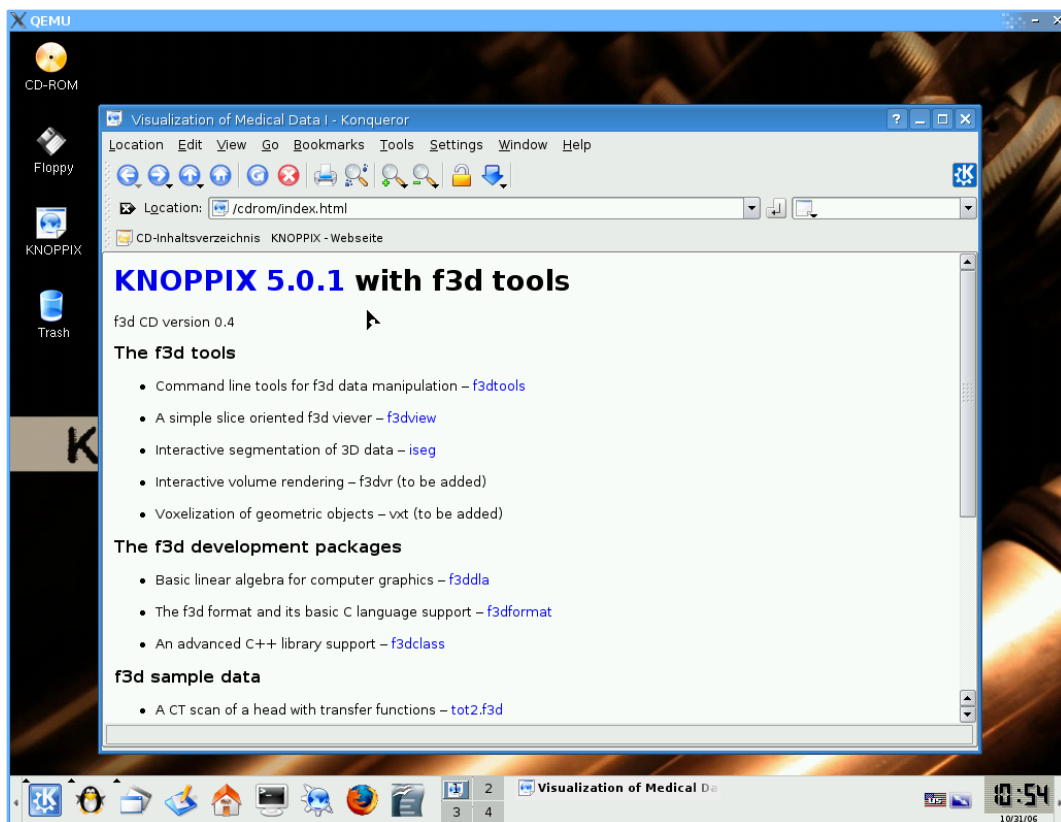 QEMU
CD-ROM
Floppy
KNOPPIX
Trash
K
Visualization of Medical Data I - Konqueror
Location Edit View Go Bookmarks Tools Settings Window Help
Location: /cdrom/index.html
CD-Inhaltsverzeichnis KNOPPIX - Webseite
KNOPPIX 5.0.1 with f3d tools
f3d CD version 0.4
The f3d tools
• Command line tools for f3d data manipulation – f3dtools
• A simple slice oriented f3d viever – f3dview
• Interactive segmentation of 3D data – iseg
• Interactive volume rendering – f3dvr (to be added)
• Voxelization of geometric objects – vxt (to be added)
The f3d development packages
• Basic linear algebra for computer graphics – f3ddla
• The f3d format and its basic C language support – f3dformat
• An advanced C++ library support – f3dclass
f3d sample data
• A CT scan of a head with transfer functions – tot2.f3d
1 2
3 4
Visualization of Medical Da
US
10:54
10/31/06